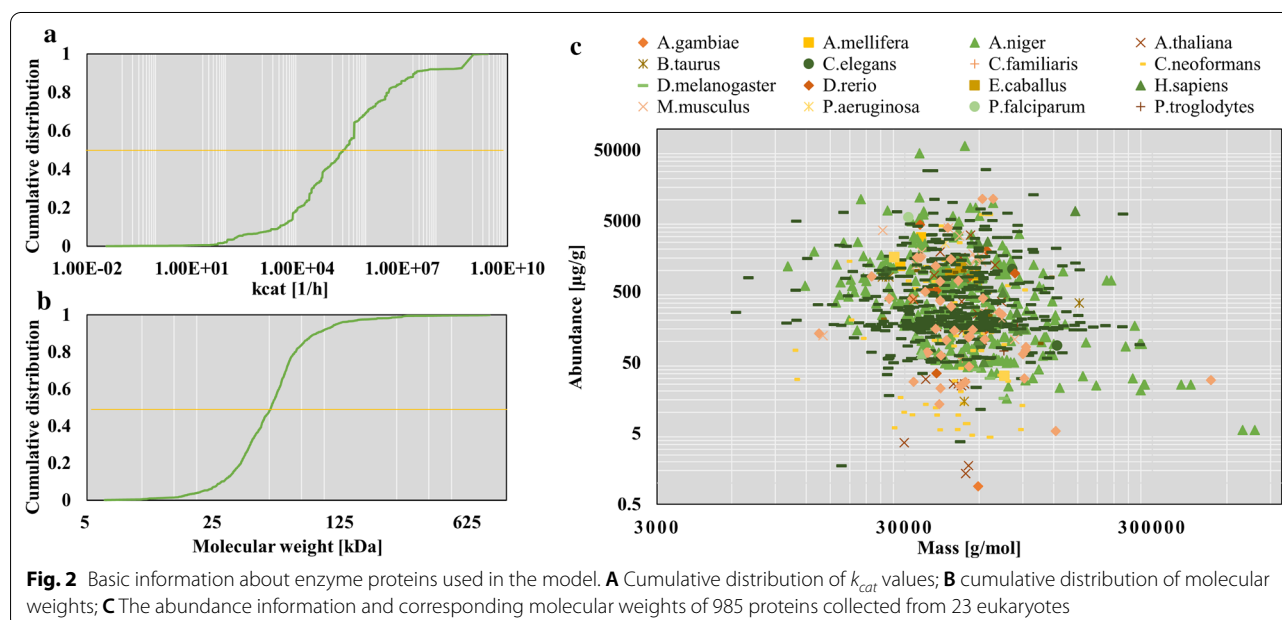 a
Cumulative distribution
1
0.8
0.6
0.4
0.2
0
1.00E-02 1.00E+01 1.00E+04 1.00E+07 1.00E+10
kcat [1/h]
b
Cumulative distribution
1
0.8
0.6
0.4
0.2
0
5 25 125 625
Molecular weight [kDa]
c
A.gambiae A.mellifera A.niger A.thaliana
B.taurus C.elegans C.familiaris C.neoformans
D.melanogaster D.rerio E.caballus H.sapiens
M.musculus P.aeruginosa P.falciparum P.troglodytes
Abundance [µg/g]
50000
5000
500
50
5
0.5
3000 30000 300000
Mass [g/mol]
Fig. 2 Basic information about enzyme proteins used in the model. A Cumulative distribution of kcat values; B cumulative distribution of molecular
weights; C The abundance information and corresponding molecular weights of 985 proteins collected from 23 eukaryotes